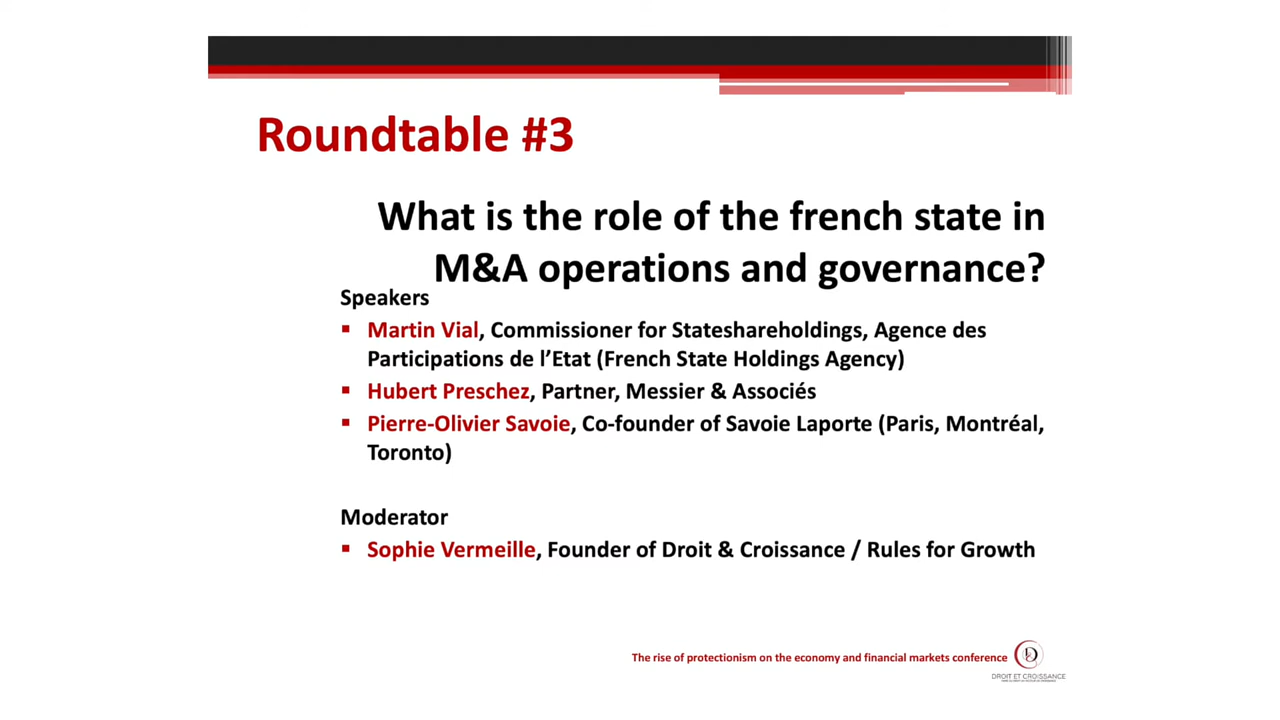 Roundtable #3
What is the role of the french state in
M&A operations and governance?
Speakers
▪ Martin Vial, Commissioner for Stateshareholdings, Agence des
Participations de l’Etat (French State Holdings Agency)
▪ Hubert Preschez, Partner, Messier & Associés
▪ Pierre-Olivier Savoie, Co-founder of Savoie Laporte (Paris, Montréal,
Toronto)
Moderator
▪ Sophie Vermeille, Founder of Droit & Croissance / Rules for Growth
The rise of protectionism on the economy and financial markets conference
DROIT ET CROISSANCE